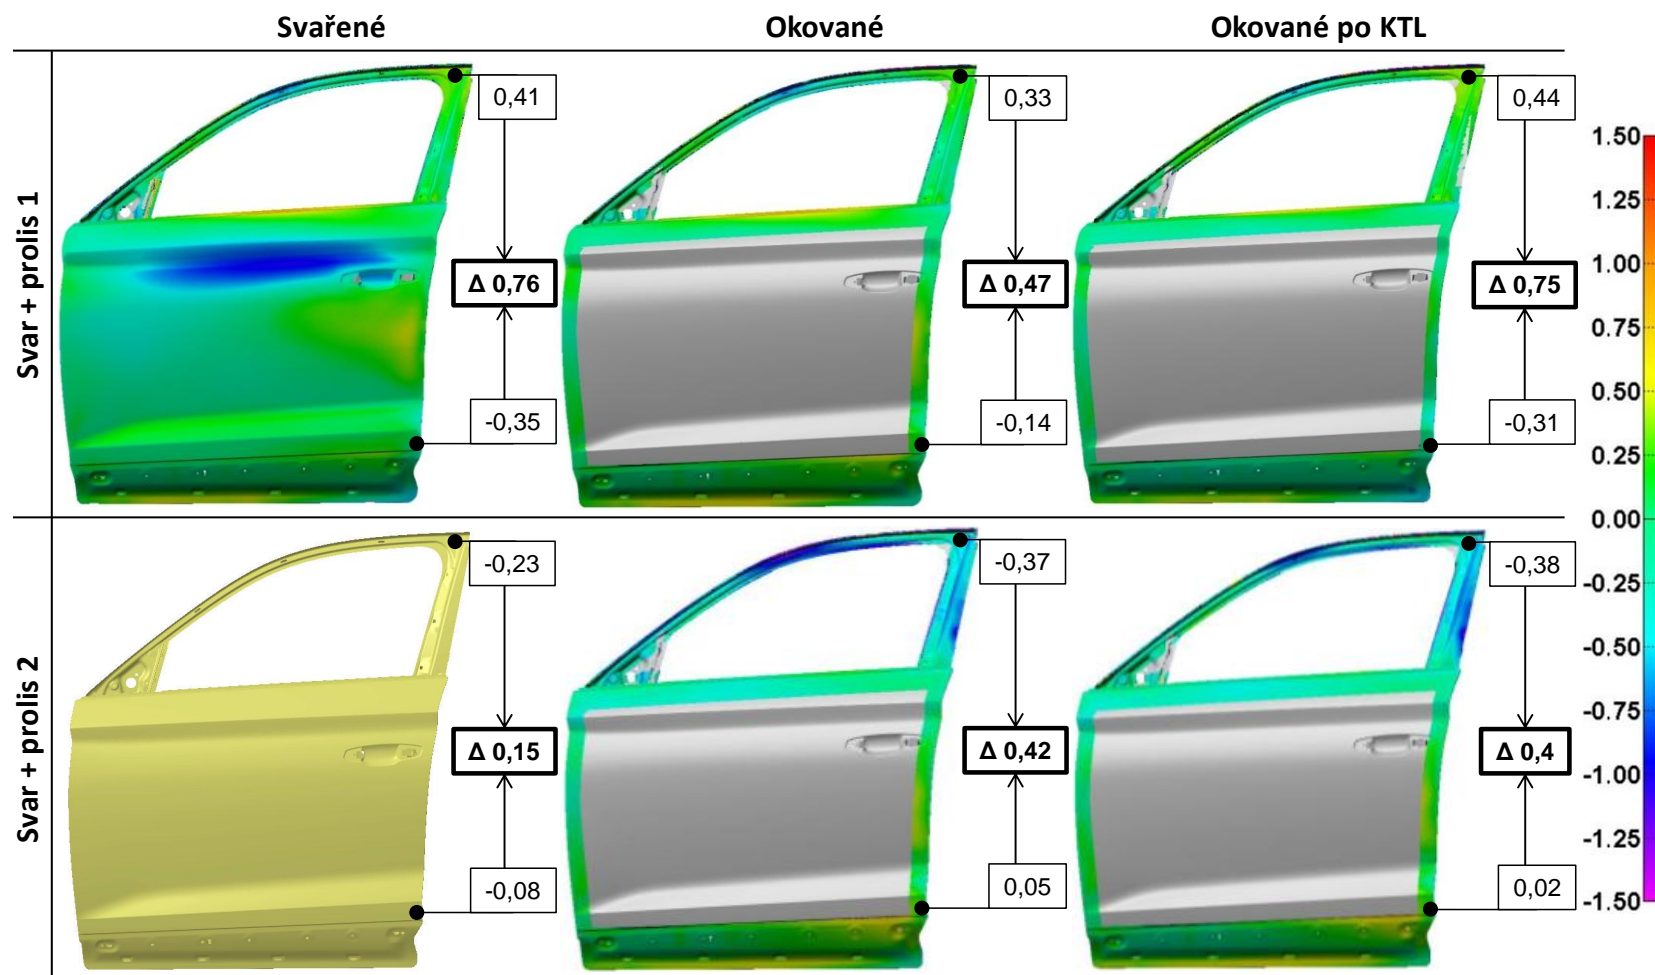 Svařené
Okované
Okované po KTL
Svar + prolis 1
0,41
Δ 0,76
-0,35
0,33
Δ 0,47
-0,14
0,44
Δ 0,75
-0,31
Svar + prolis 2
-0,23
Δ 0,15
-0,08
-0,37
Δ 0,42
0,05
-0,38
Δ 0,4
0,02
1.50
1.25
1.00
0.75
0.50
0.25
0.00
-0.25
-0.50
-0.75
-1.00
-1.25
-1.50